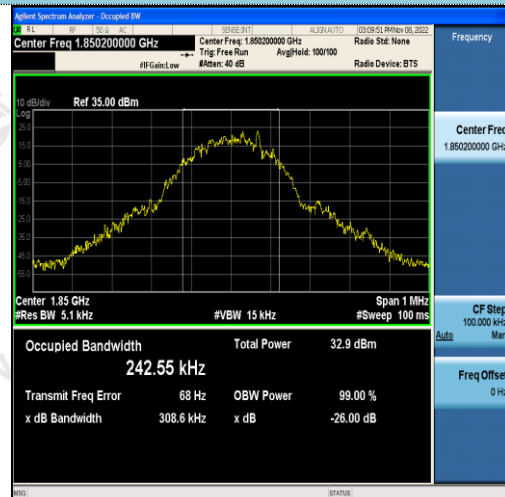 Agilent Spectrum Analyzer - Occupied BW
RL RF 50 Ω AC SENSE:INT ALIGN AUTO 03:09:51 PM Nov 08, 2022
Center Freq 1.850200000 GHz
Center Freq: 1.850200000 GHz
Radio Std: None
Trig: Free Run Avg|Hold: 100/100
#IFGain:Low #Atten: 40 dB Radio Device: BTS
10 dB/div Ref 35.00 dBm
Log
25.0
15.0
5.00
-5.00
-15.0
-25.0
-35.0
-45.0
-55.0
Center 1.85 GHz Span 1 MHz
#Res BW 5.1 kHz #VBW 15 kHz #Sweep 100 ms
Occupied Bandwidth Total Power 32.9 dBm
242.55 kHz
Transmit Freq Error 68 Hz OBW Power 99.00 %
x dB Bandwidth 308.6 kHz x dB -26.00 dB
MSG STATUS
Frequency
Center Freq
1.850200000 GHz
CF Step
100.000 kHz
Auto Man
Freq Offset
0 Hz